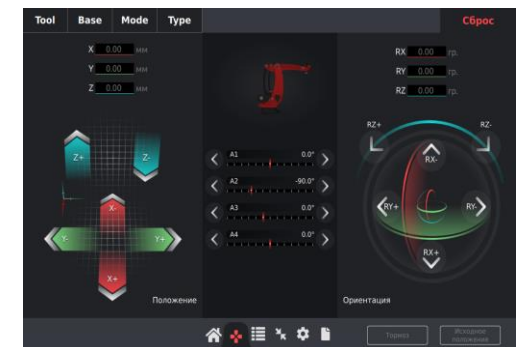 Tool Base Mode Type Сброс
X 0.00 мм
Y 0.00 мм
Z 0.00 мм
RX 0.00 гр.
RY 0.00 гр.
RZ 0.00 гр.
Z+ Z-
X-
Y- Y+
X+
Положение
A1 0.0°
A2 -90.0°
A3 0.0°
A4 0.0°
RZ+ RZ-
RX-
RY+ RY-
RX+
Ориентация
Тормоз
Исходное
положение